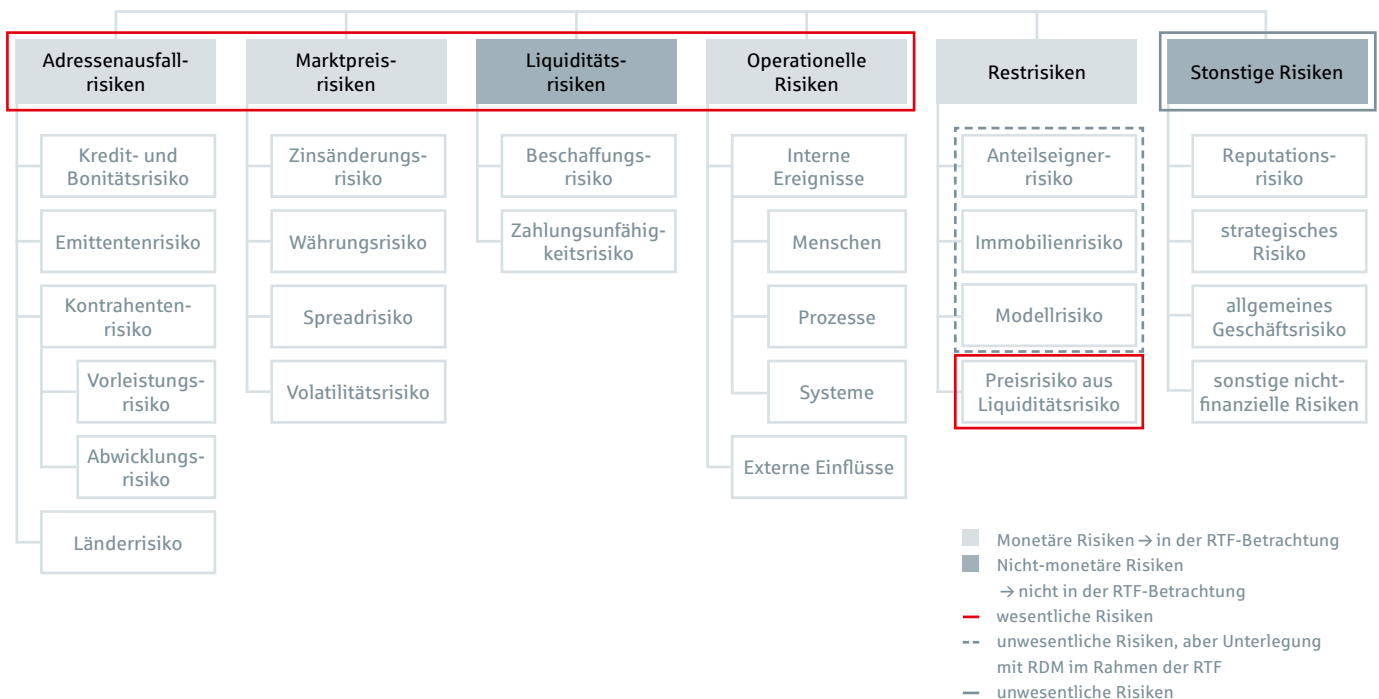 Adressenausfall-
risiken
Marktpreis-
risiken
Liquiditäts-
risiken
Operationelle
Risiken
Restrisiken
Stonstige Risiken
Kredit- und
Bonitätsrisiko
Emittentenrisiko
Kontrahenten-
risiko
Vorleistungs-
risiko
Abwicklungs-
risiko
Länderrisiko
Zinsänderungs-
risiko
Währungsrisiko
Spreadrisiko
Volatilitätsrisiko
Beschaffungs-
risiko
Zahlungsunfähig-
keitsrisiko
Interne
Ereignisse
Menschen
Prozesse
Systeme
Externe Einflüsse
Anteilseigner-
risiko
Immobilienrisiko
Modellrisiko
Preisrisiko aus
Liquiditätsrisiko
Reputations-
risiko
strategisches
Risiko
allgemeines
Geschäftsrisiko
sonstige nicht-
finanzielle Risiken
Monetäre Risiken → in der RTF-Betrachtung
Nicht-monetäre Risiken
→ nicht in der RTF-Betrachtung
wesentliche Risiken
unwesentliche Risiken, aber Unterlegung
mit RDM im Rahmen der RTF
unwesentliche Risiken